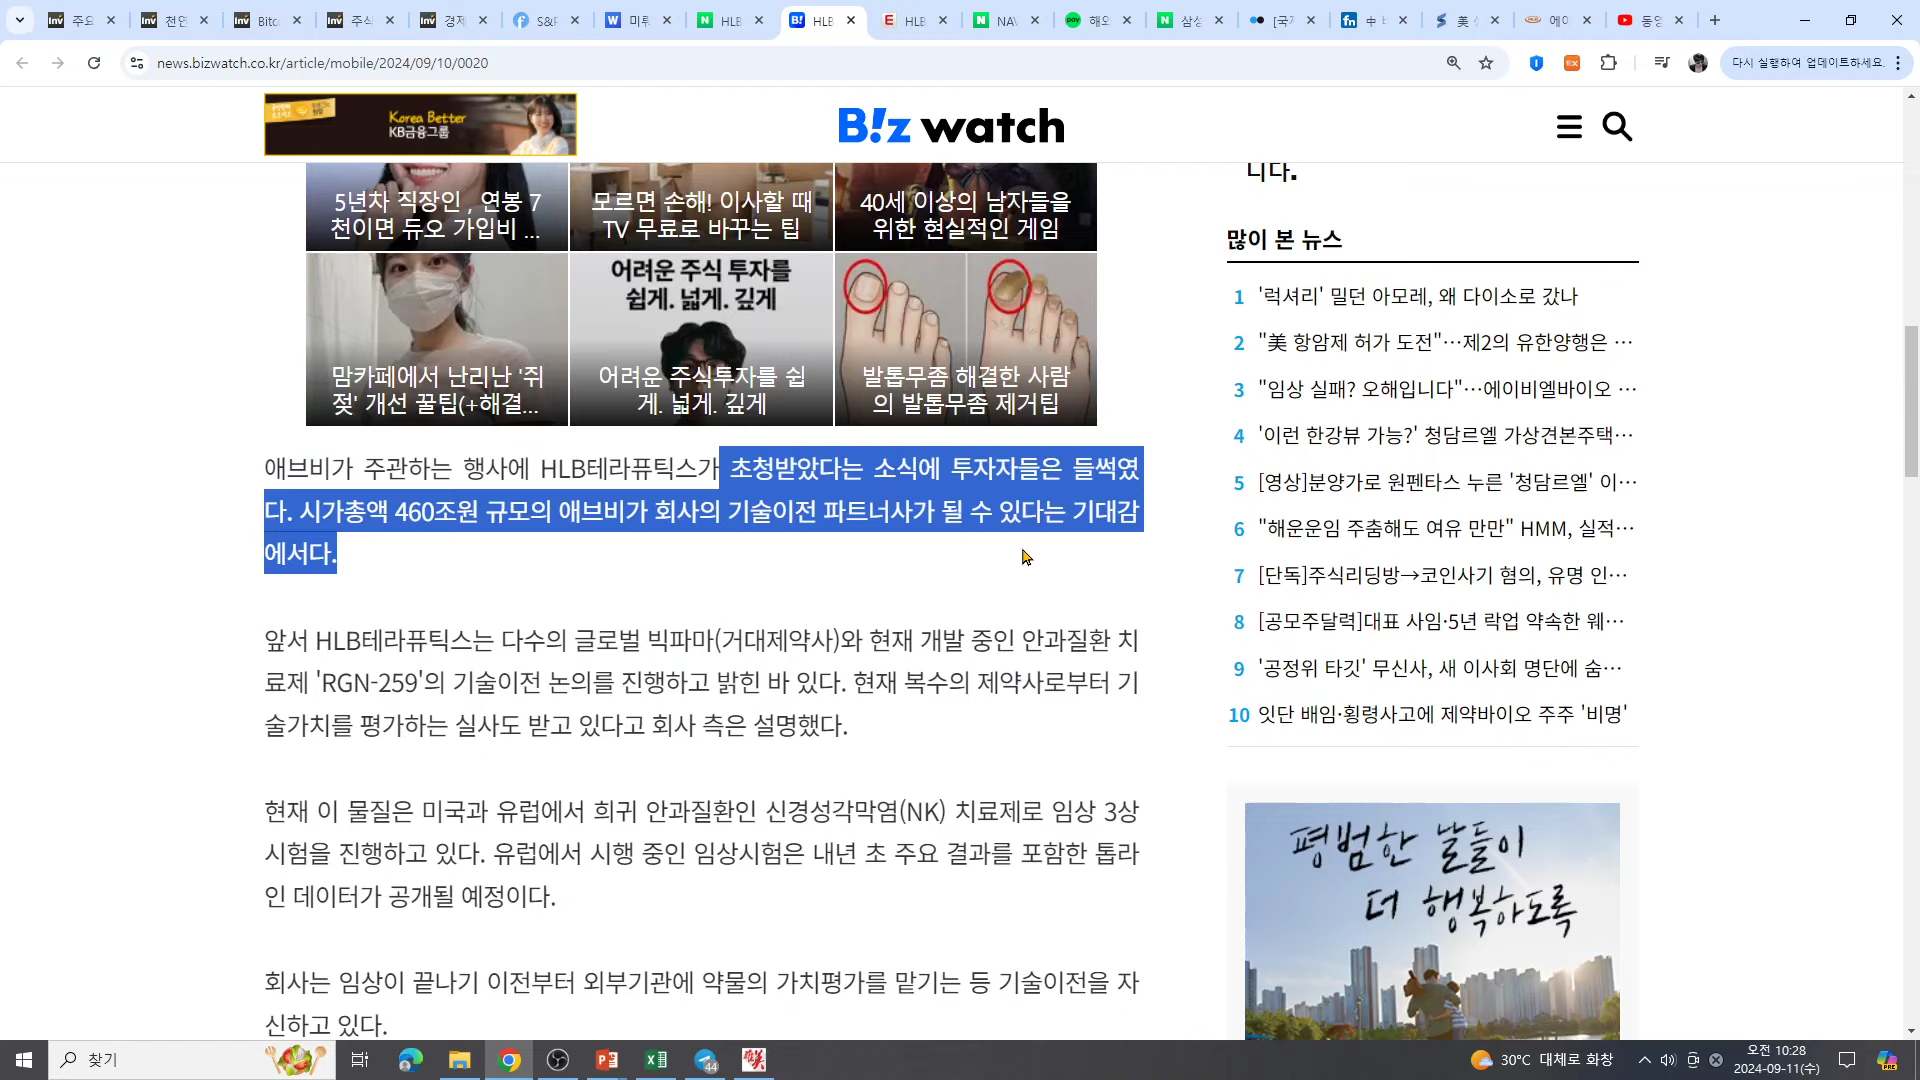 주요
천연
Bitc
주식
경제
S&F
미투
HLB
HLB
HLB
NA
해외
삼성
[국
에이
동영
news.bizwatch.co.kr/article/mobile/2024/09/10/0020
다시 실행하여 업데이트하세요.
Korea Better
KB금융그룹
B!z watch
5년차 직장인 , 연봉 7
천이면 듀오 가입비 ...
모르면 손해! 이사할 때
TV 무료로 바꾸는 팁
40세 이상의 남자들을
위한 현실적인 게임
맘카페에서 난리난 '쥐
젖' 개선 꿀팁(+해결...
어려운 주식 투자를
쉽게. 넓게. 깊게
어려운 주식투자를 쉽
게. 넓게. 깊게
발톱무좀 해결한 사람
의 발톱무좀 제거팁
애브비가 주관하는 행사에 HLB테라퓨틱스가 초청받았다는 소식에 투자자들은 들썩였
다. 시가총액 460조원 규모의 애브비가 회사의 기술이전 파트너사가 될 수 있다는 기대감
에서다.
앞서 HLB테라퓨틱스는 다수의 글로벌 빅파마(거대제약사)와 현재 개발 중인 안과질환 치
료제 'RGN-259'의 기술이전 논의를 진행하고 밝힌 바 있다. 현재 복수의 제약사로부터 기
술가치를 평가하는 실사도 받고 있다고 회사 측은 설명했다.
현재 이 물질은 미국과 유럽에서 희귀 안과질환인 신경성각막염(NK) 치료제로 임상 3상
시험을 진행하고 있다. 유럽에서 시행 중인 임상시험은 내년 초 주요 결과를 포함한 톱라
인 데이터가 공개될 예정이다.
회사는 임상이 끝나기 이전부터 외부기관에 약물의 가치평가를 맡기는 등 기술이전을 자
신하고 있다.
니다.
많이 본 뉴스
1 '럭셔리' 밀던 아모레, 왜 다이소로 갔나
2 "美 항암제 허가 도전"…제2의 유한양행은 …
3 "임상 실패? 오해입니다"…에이비엘바이오 …
4 '이런 한강뷰 가능?' 청담르엘 가상견본주택…
5 [영상]분양가로 원펜타스 누른 '청담르엘' 이…
6 "해운운임 주춤해도 여유 만만" HMM, 실적…
7 [단독]주식리딩방→코인사기 혐의, 유명 인…
8 [공모주달력]대표 사임·5년 락업 약속한 웨…
9 '공정위 타깃' 무신사, 새 이사회 명단에 숨…
10 잇단 배임·횡령사고에 제약바이오 주주 '비명'
평범한 날들이
더 행복하도록
찾기
44
30°C 대체로 화창
오전 10:28
2024-09-11(수)